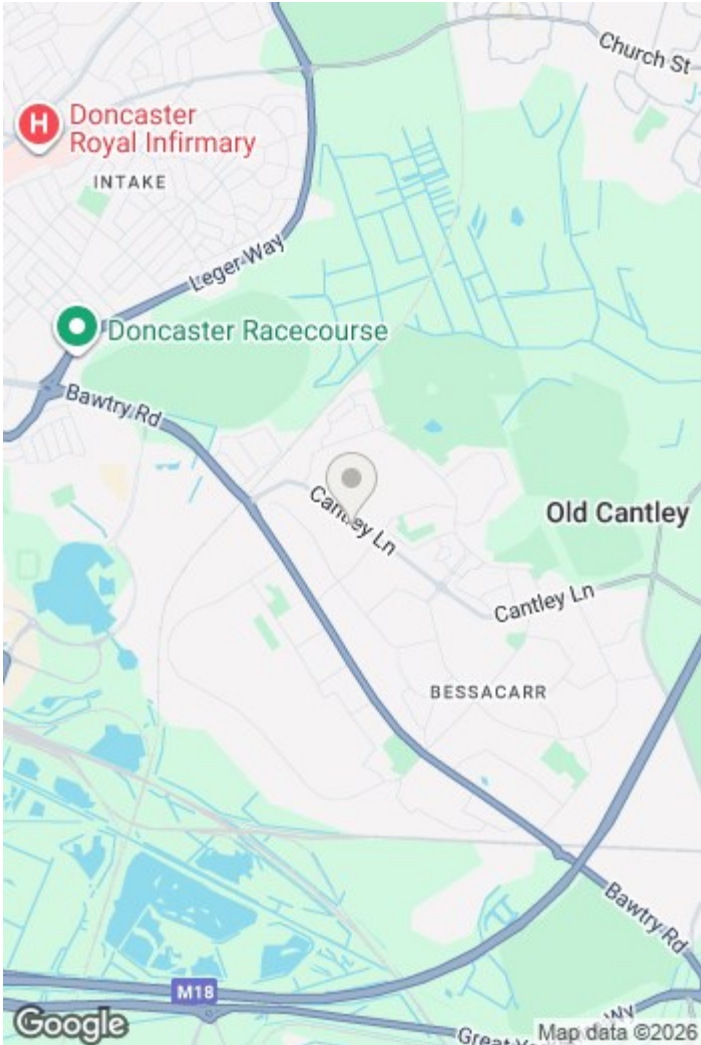 Church St
H
Doncaster
Royal Infirmary
INTAKE
Leger Way
Doncaster Racecourse
Bawtry Rd
Cantley Ln
Old Cantley
Cantley Ln
BESSACARR
Bawtry Rd
M18
Google
Map data ©2026